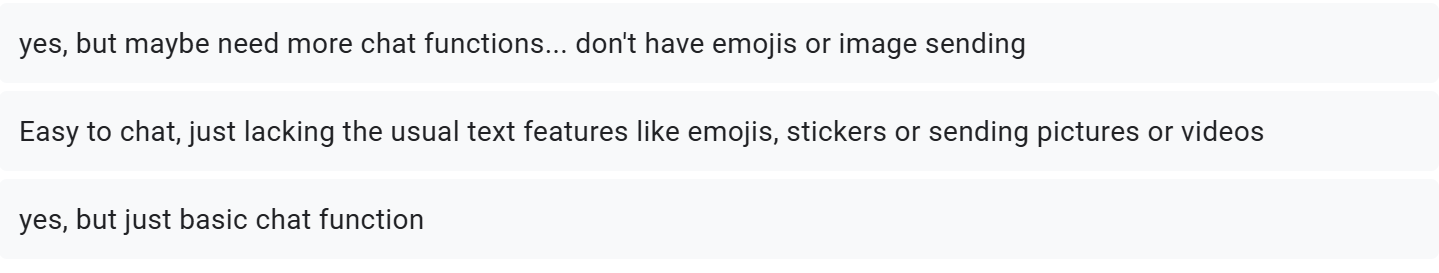 yes, but maybe need more chat functions... don't have emojis or image sending
Easy to chat, just lacking the usual text features like emojis, stickers or sending pictures or videos
yes, but just basic chat function